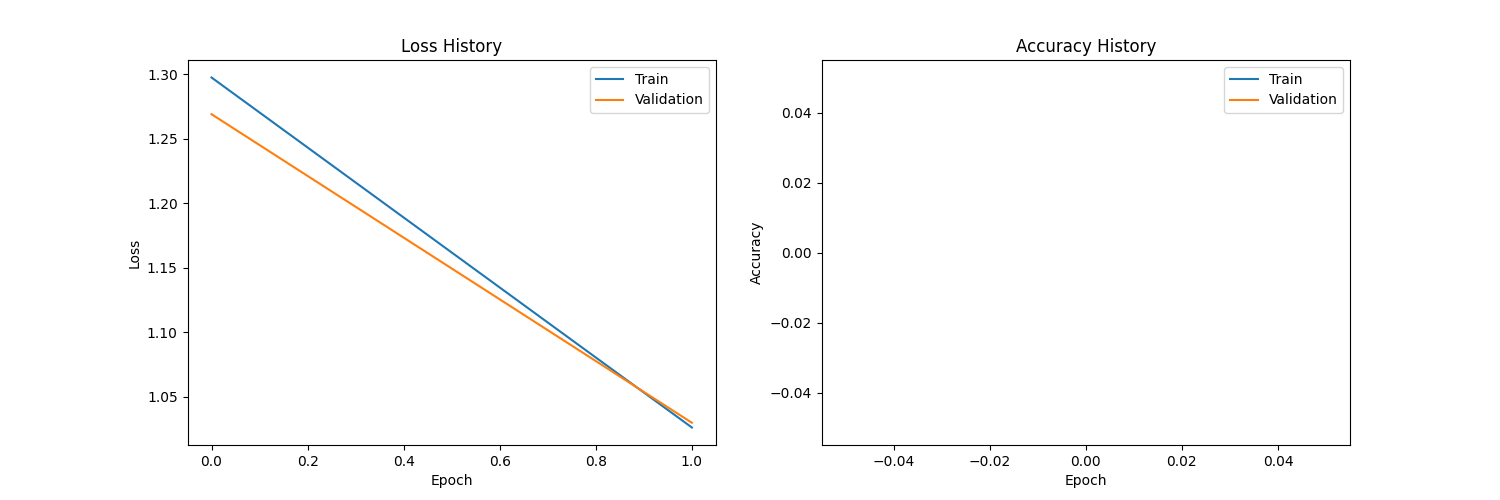 Loss History
Train
Validation
1.30
1.25
1.20
1.15
1.10
1.05
Loss
0.0 0.2 0.4 0.6 0.8 1.0
Epoch
Accuracy History
Train
Validation
0.04
0.02
0.00
−0.02
−0.04
Accuracy
−0.04 −0.02 0.00 0.02 0.04
Epoch